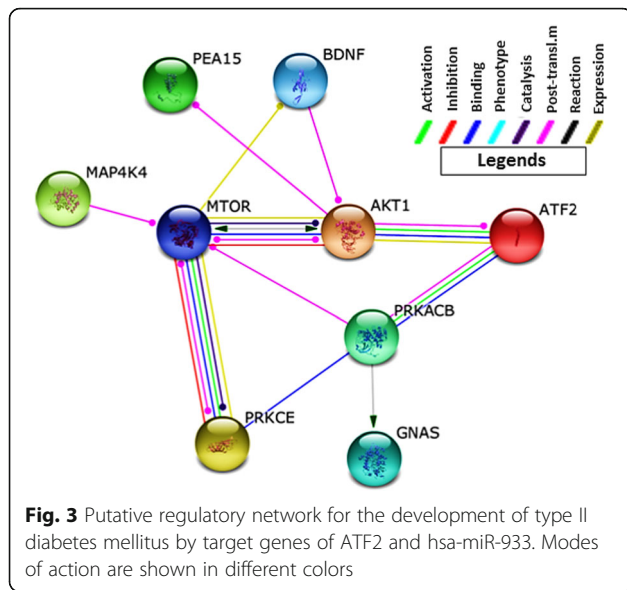 PEA15
BDNF
Activation
Inhibition
Binding
Phenotype
Catalysis
Post-transl.m
Reaction
Expression
Legends
MAP4K4
MTOR
AKT1
ATF2
PRKACB
PRKCE
GNAS
Fig. 3 Putative regulatory network for the development of type II
diabetes mellitus by target genes of ATF2 and hsa-miR-933. Modes
of action are shown in different colors